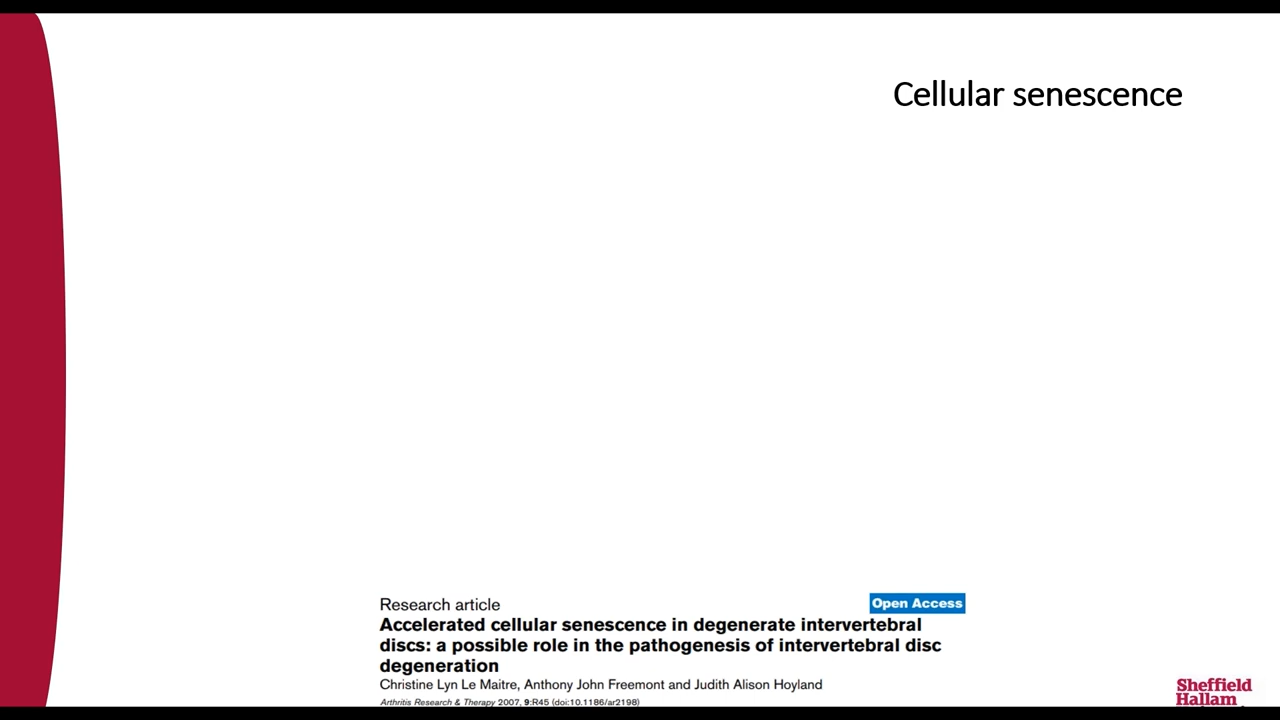 Cellular senescence
Research article
Open Access
Accelerated cellular senescence in degenerate intervertebral
discs: a possible role in the pathogenesis of intervertebral disc
degeneration
Christine Lyn Le Maitre, Anthony John Freemont and Judith Alison Hoyland
Arthritis Research & Therapy 2007, 9:R45 (doi:10.1186/ar2198)
Sheffield
Hallam